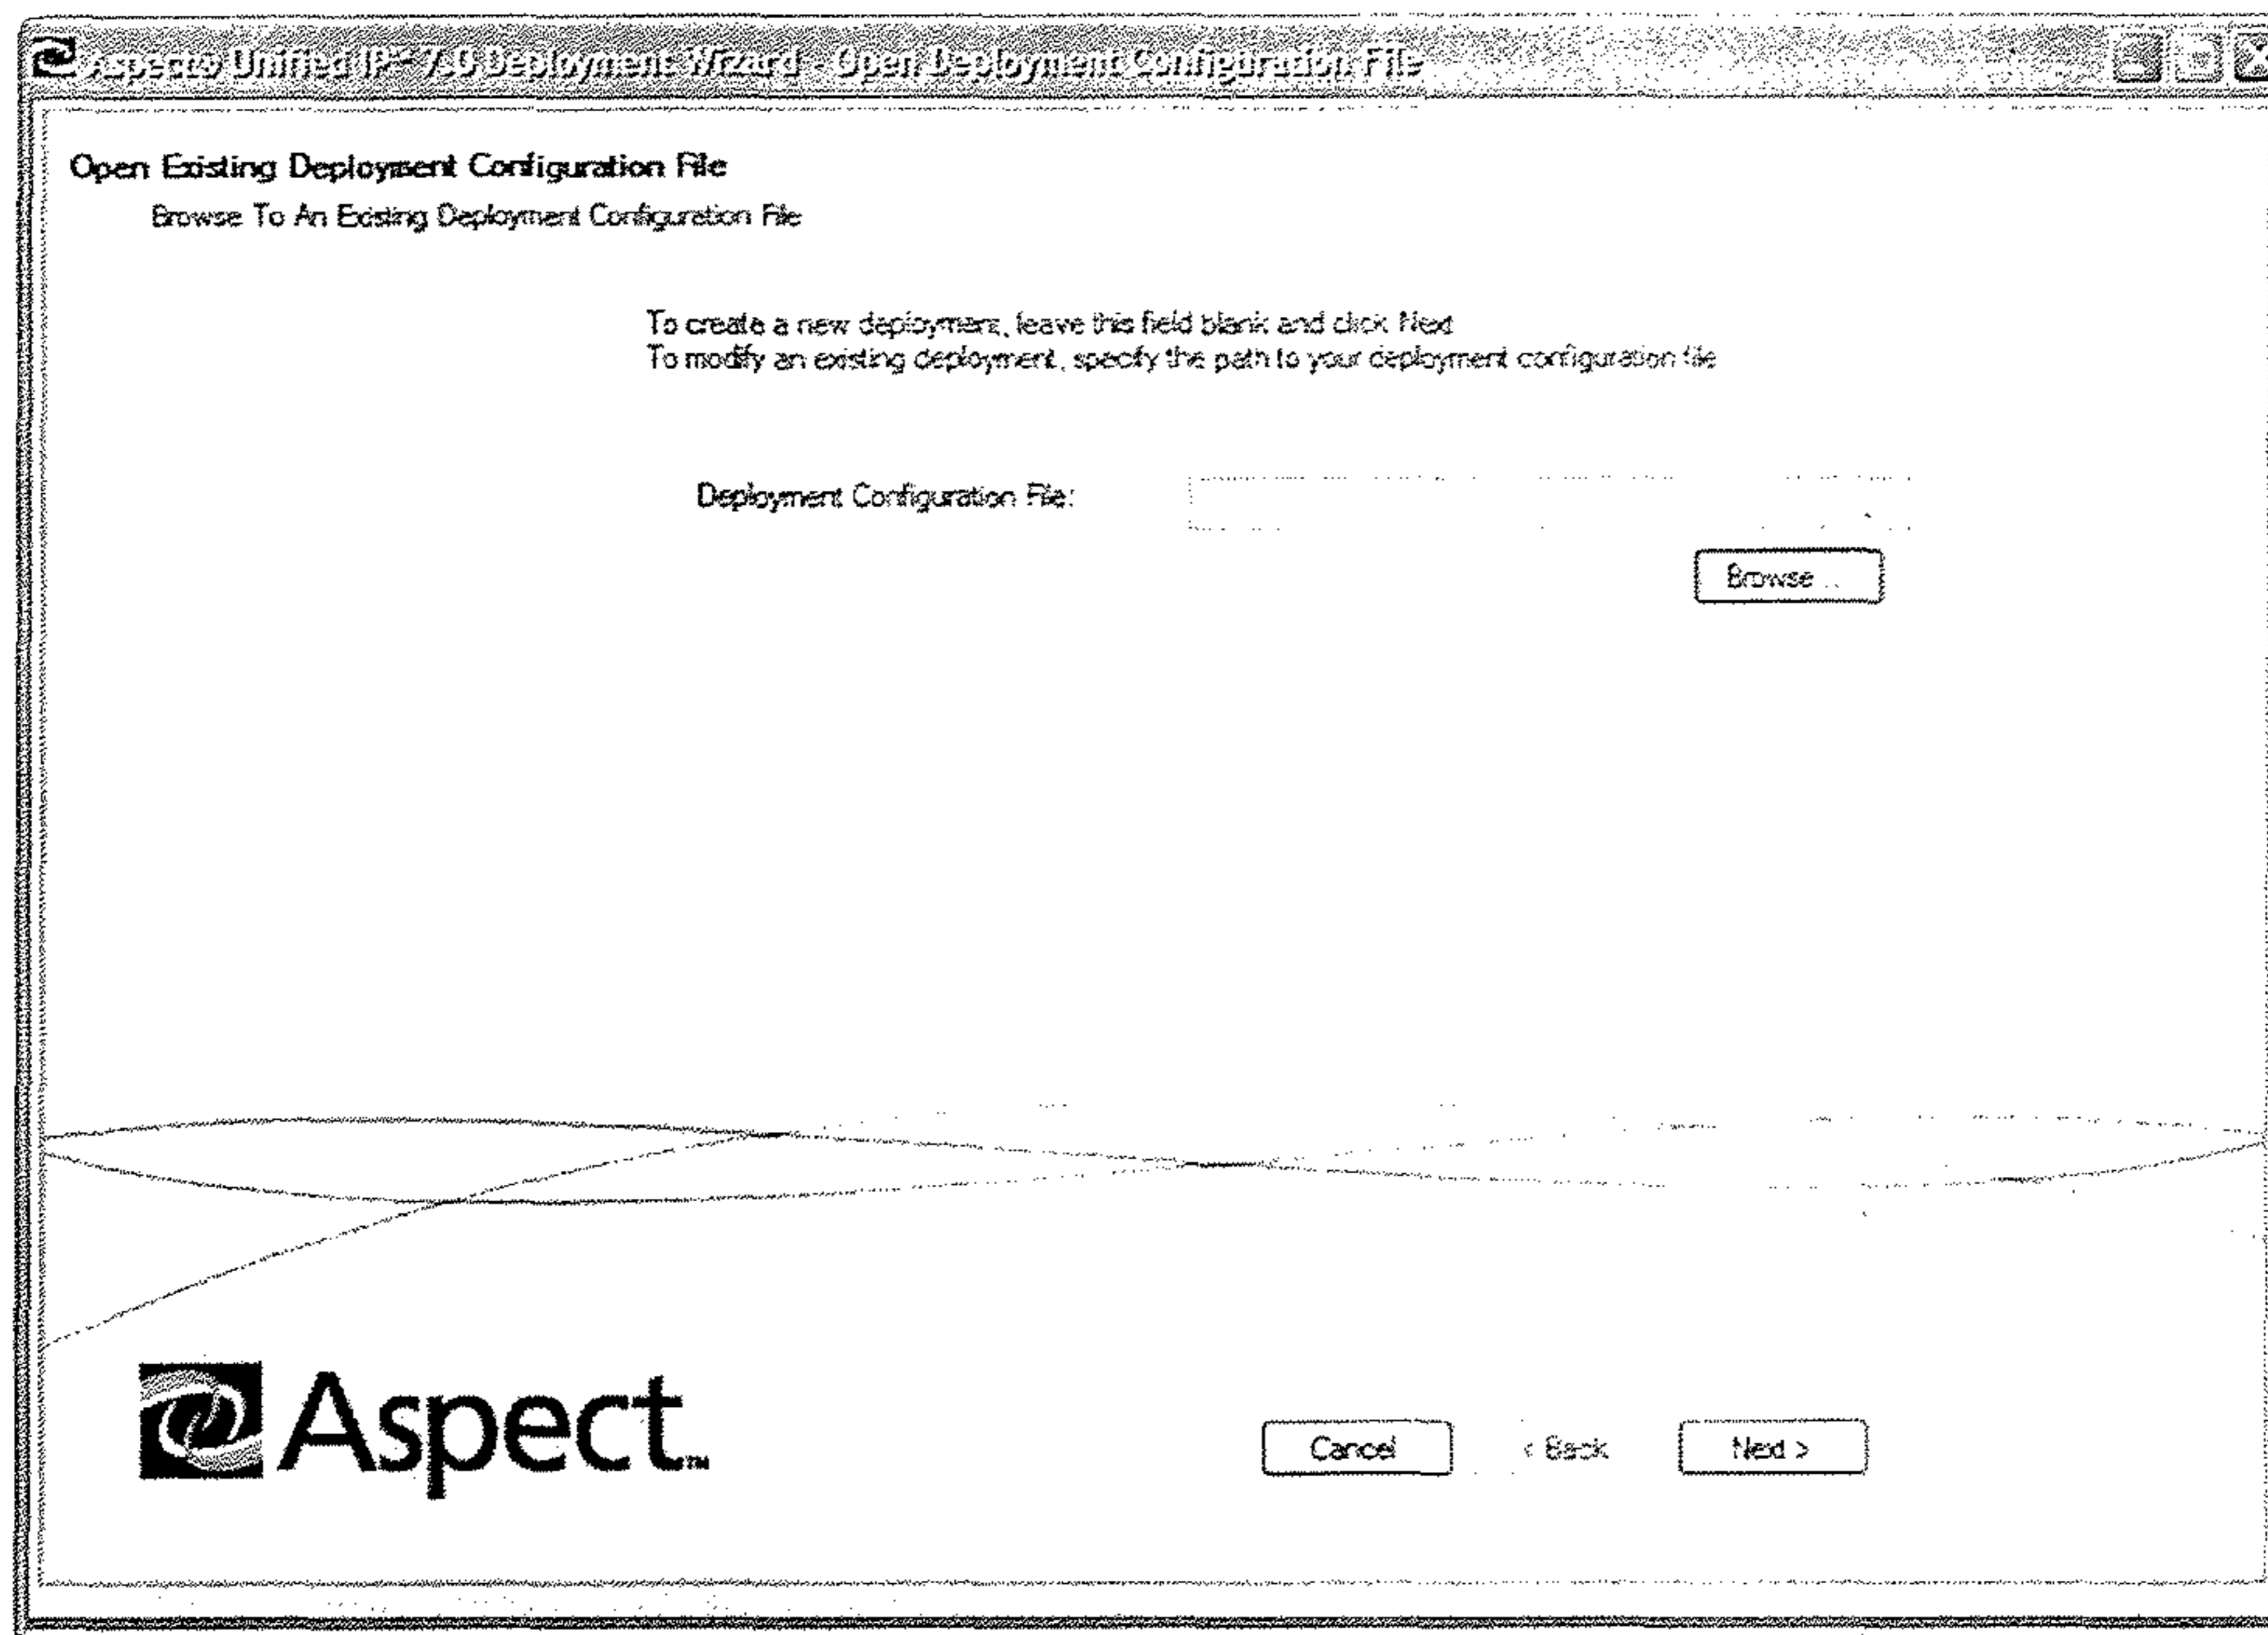 Aspect® Unified IP™ 7.0 Deployment Wizard - Open Deployment Configuration File
Open Existing Deployment Configuration File
Browse To An Existing Deployment Configuration File
To create a new deployment, leave this field blank and click Next
To modify an existing deployment, specify the path to your deployment configuration file
Deployment Configuration File:
Browse ...
Aspect™
Cancel
< Back
Next >